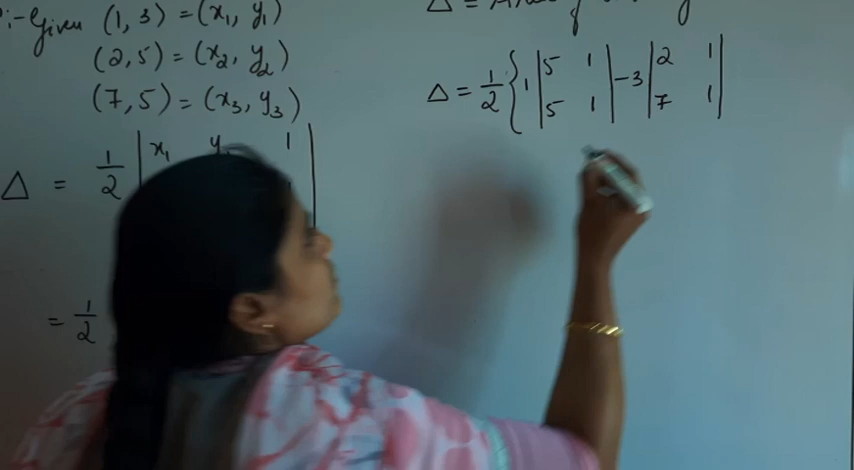 :- Given (1, 3) = (x₁, y₁)
(2, 5) = (x₂, y₂)
(7, 5) = (x₃, y₃)
Δ = 1/2 | x₁ y 1 |
= 1/2
Δ =
Δ = 1/2 { 1 | 5 1 | - 3 | 2 1 |
5 1 7 1